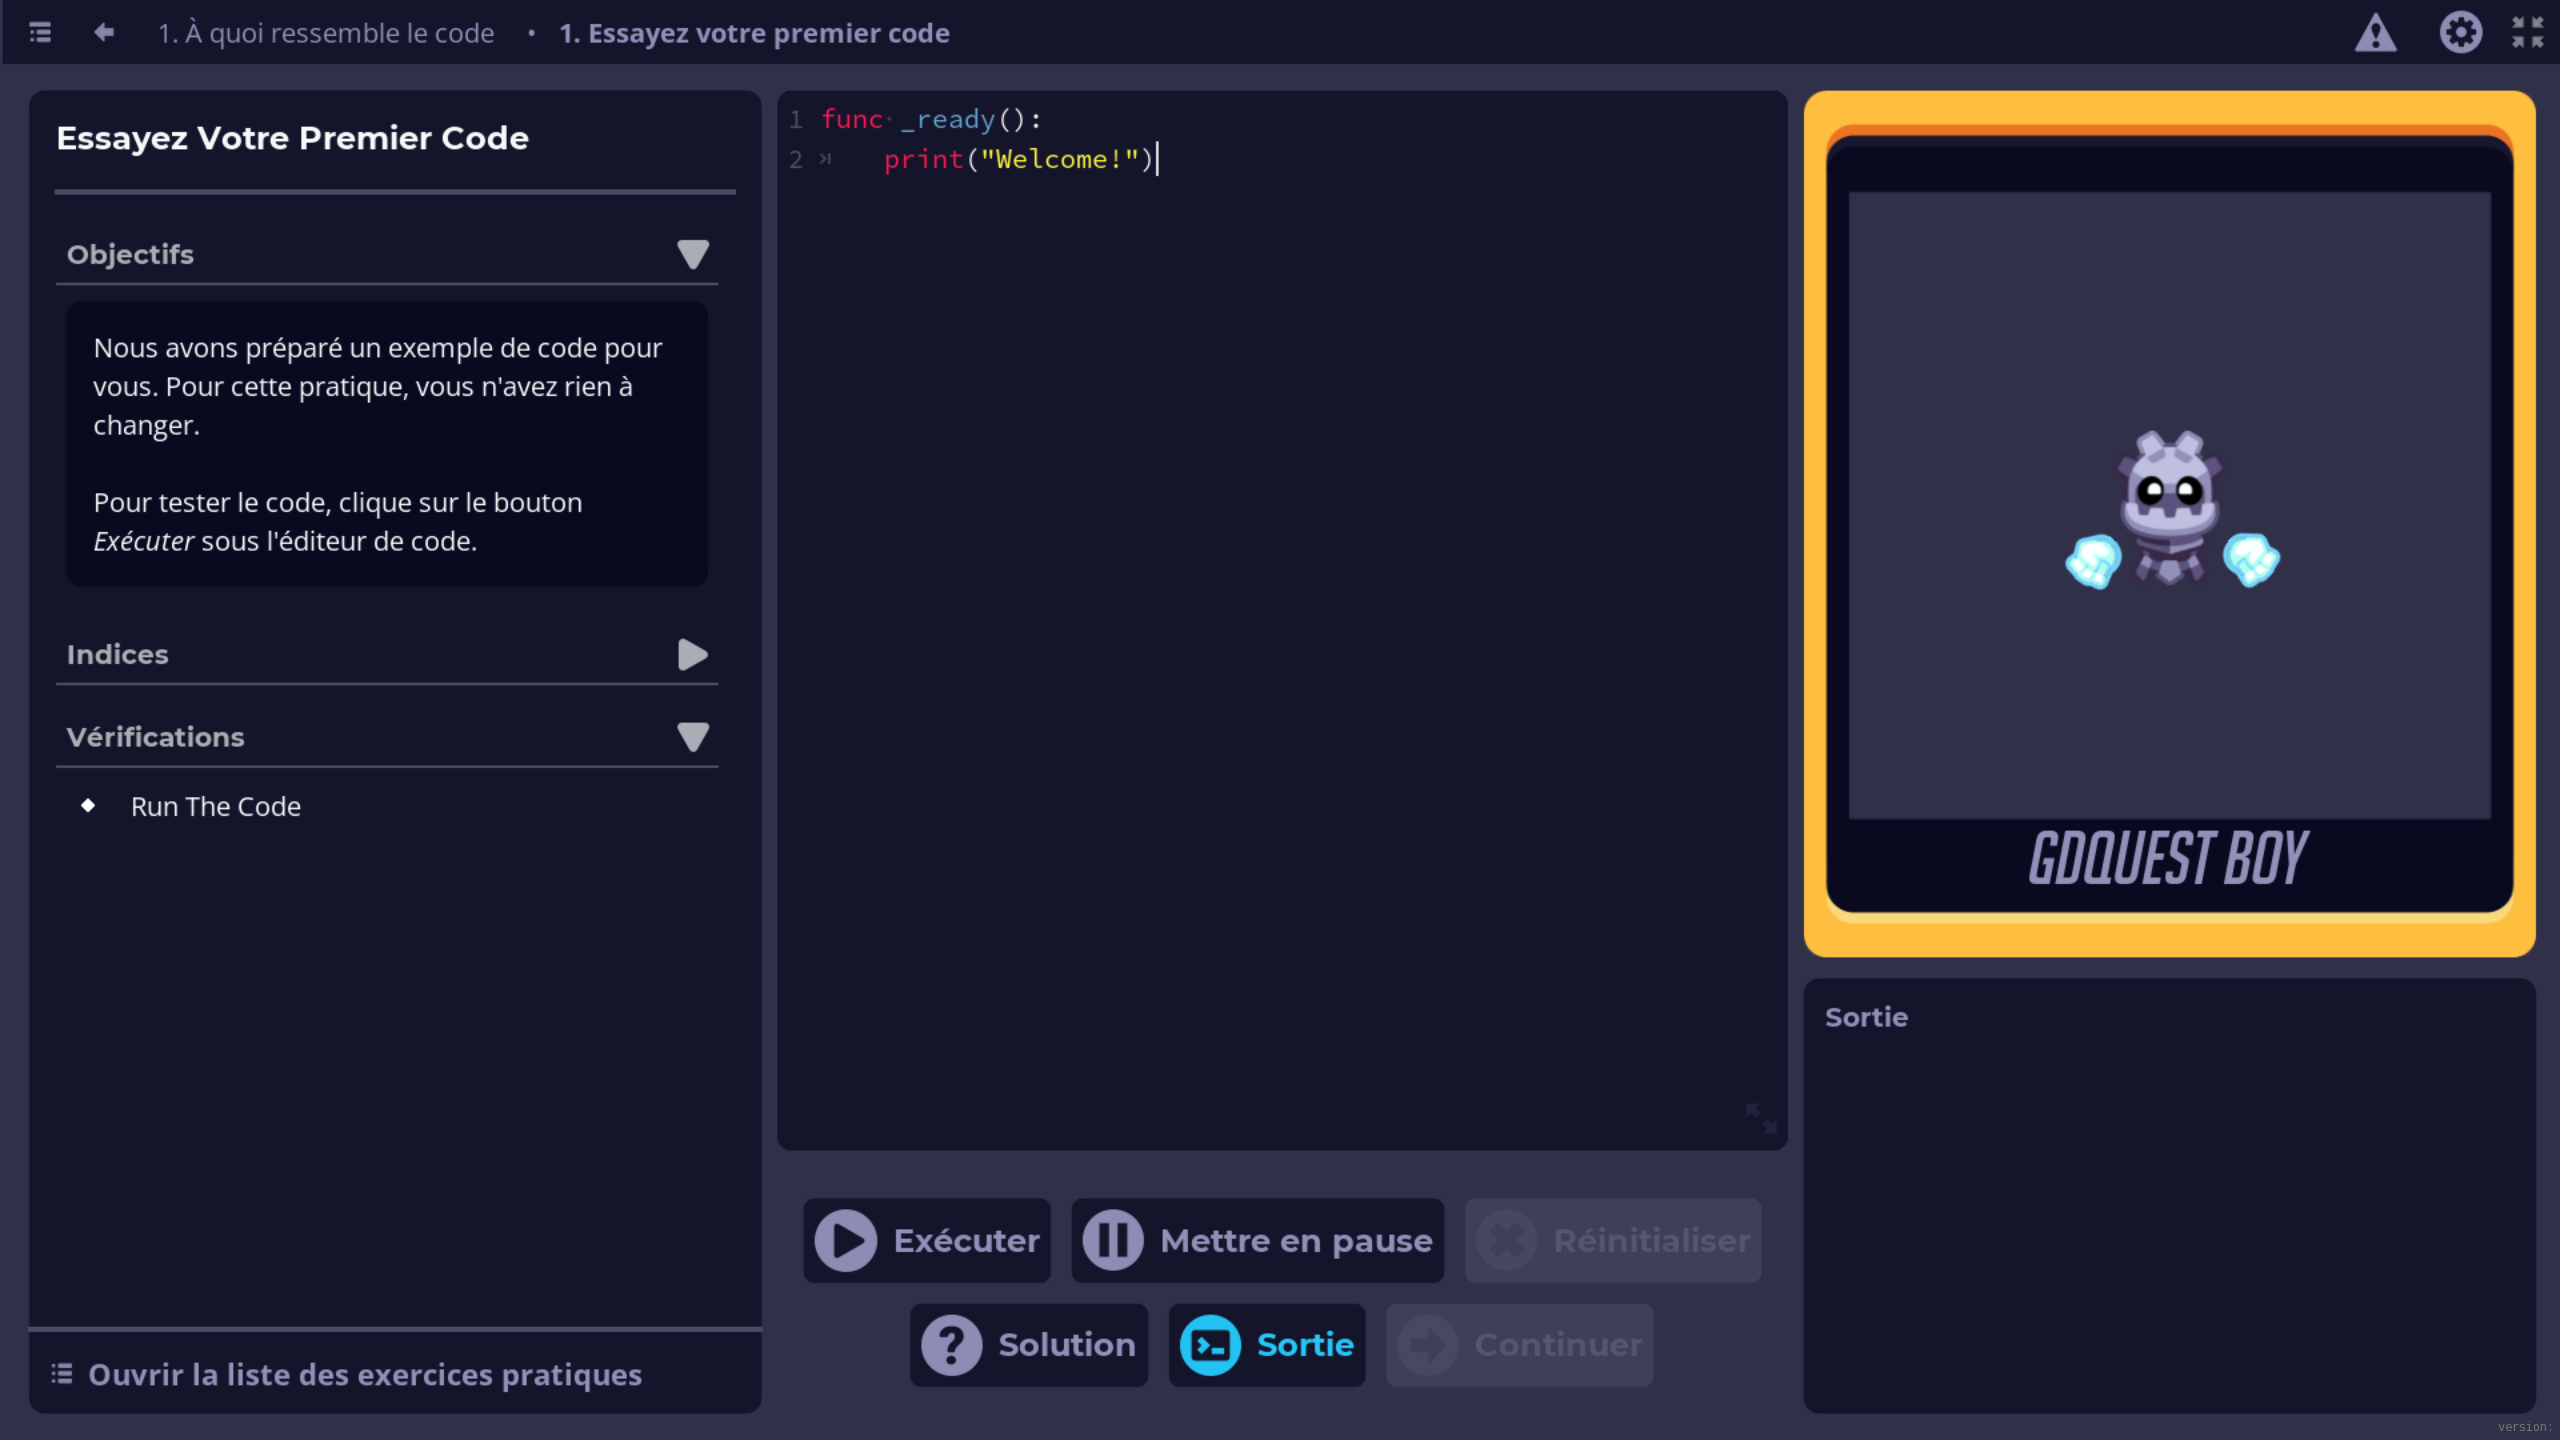 1. À quoi ressemble le code • 1. Essayez votre premier code
Essayez Votre Premier Code
Objectifs
Nous avons préparé un exemple de code pour
vous. Pour cette pratique, vous n'avez rien à
changer.
Pour tester le code, clique sur le bouton
Exécuter sous l'éditeur de code.
Indices
Vérifications
Run The Code
Ouvrir la liste des exercices pratiques
1 func _ready():
2 print("Welcome!")
Exécuter
Mettre en pause
Réinitialiser
Solution
Sortie
Continuer
GDQUEST BOY
Sortie
version: